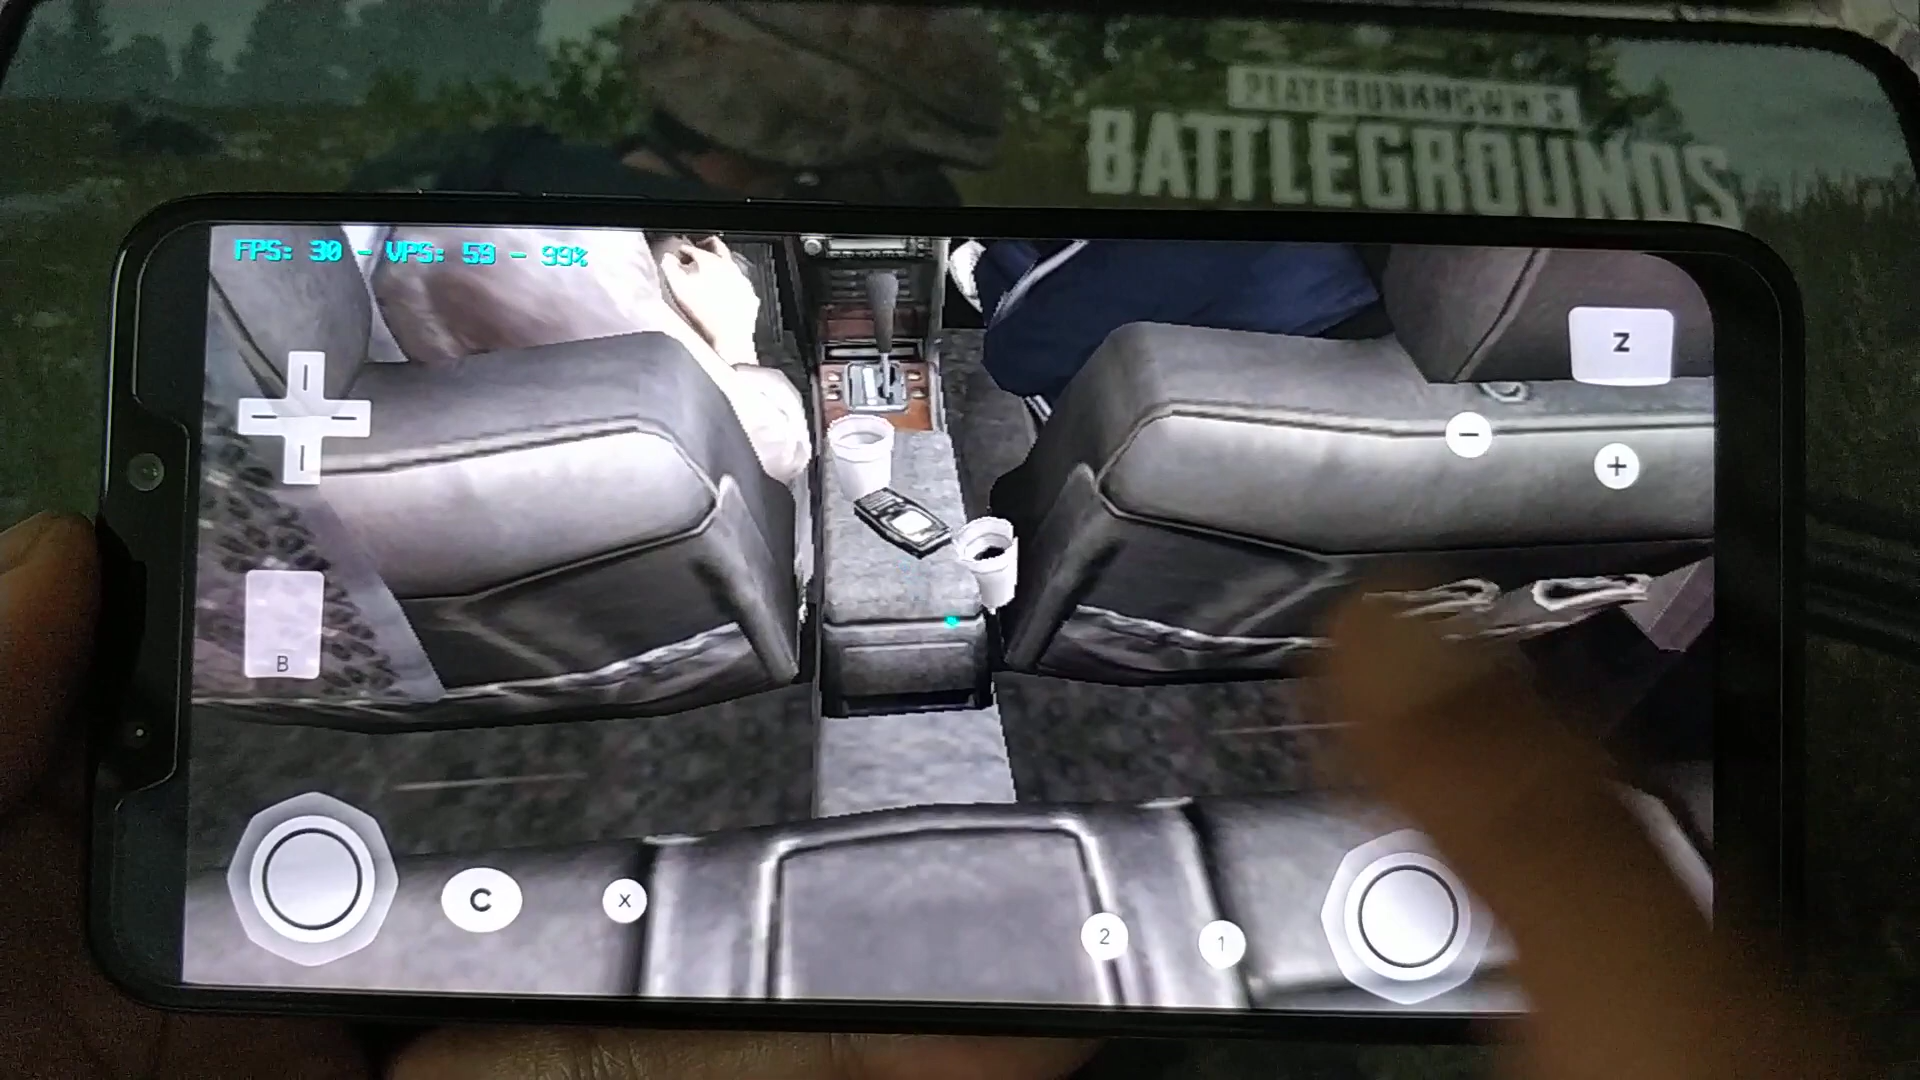 PLAYERUNKNOWN'S
BATTLEGROUNDS
FPS: 30 - VPS: 59 - 99%
Z
-
+
B
C
X
2
1